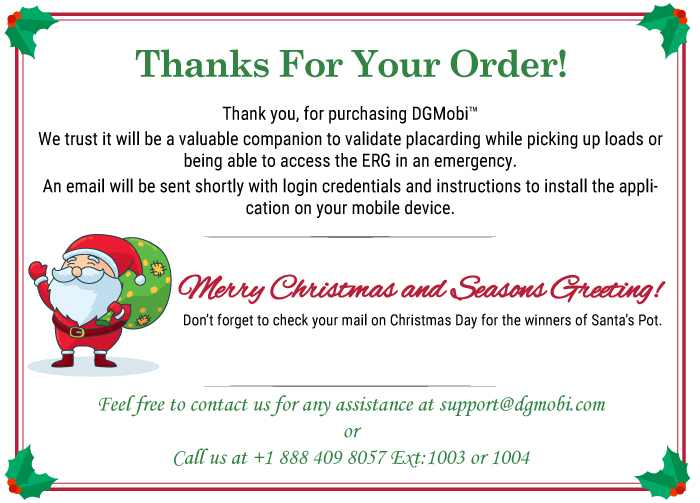 Thanks For Your Order!
Thank you, for purchasing DGMobi™
We trust it will be a valuable companion to validate placarding while picking up loads or
being able to access the ERG in an emergency.
An email will be sent shortly with login credentials and instructions to install the appli-
cation on your mobile device.
Merry Christmas and Seasons Greeting!
Don't forget to check your mail on Christmas Day for the winners of Santa's Pot.
Feel free to contact us for any assistance at support@dgmobi.com
or
Call us at +1 888 409 8057 Ext:1003 or 1004